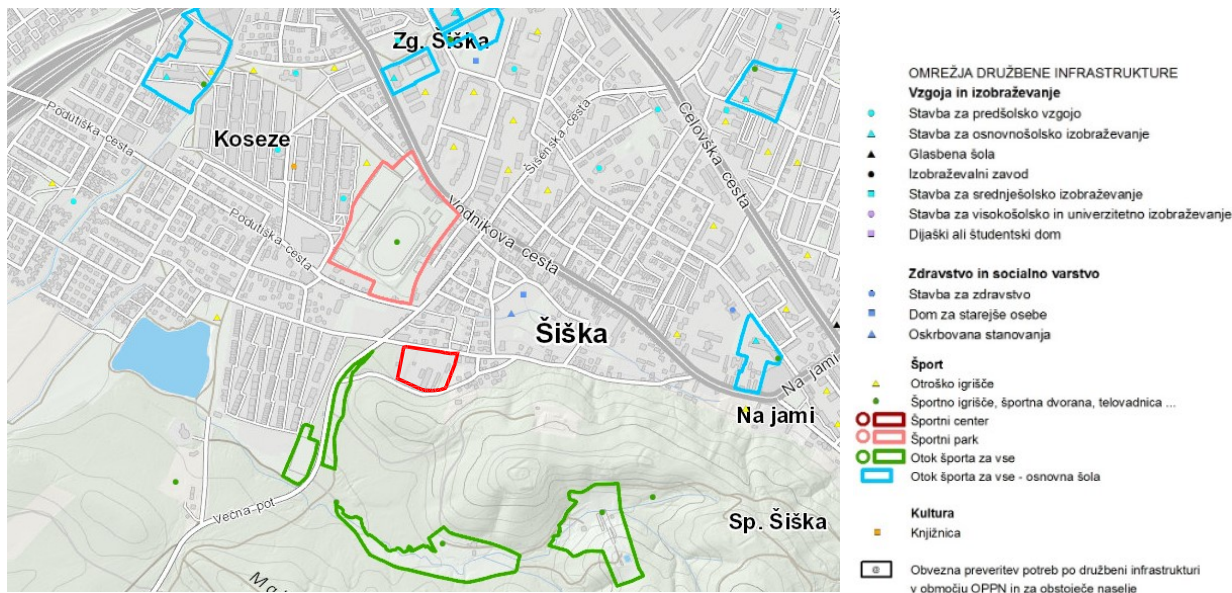 Zg. Šiška
Koseze
Podutiška cesta
Podutiška cesta
Šišenska cesta
Celovška cesta
Vodnikova cesta
Šiška
Na jami
Na jami
Večna pot
Sp. Šiška
OMREŽJA DRUŽBENE INFRASTRUKTURE
Vzgoja in izobraževanje
Stavba za predšolsko vzgojo
Stavba za osnovnošolsko izobraževanje
Glasbena šola
Izobraževalni zavod
Stavba za srednješolsko izobraževanje
Stavba za visokošolsko in univerzitetno izobraževanje
Dijaški ali študentski dom
Zdravstvo in socialno varstvo
Stavba za zdravstvo
Dom za starejše osebe
Oskrbovana stanovanja
Šport
Otroško igrišče
Športno igrišče, športna dvorana, telovadnica ...
Športni center
Športni park
Otok športa za vse
Otok športa za vse - osnovna šola
Kultura
Knjižnica
Obvezna preveritev potreb po družbeni infrastrukturi
v območju OPPN in za obstoječe naselje